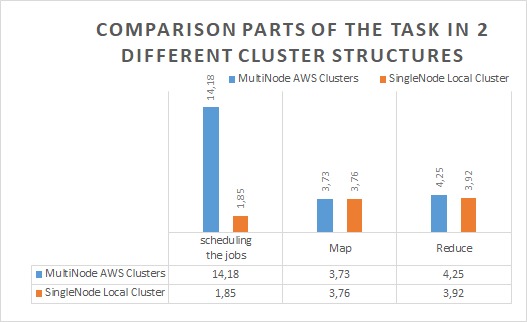 COMPARISON PARTS OF THE TASK IN 2
DIFFERENT CLUSTER STRUCTURES
MultiNode AWS Clusters SingleNode Local Cluster
14,18 1,85 3,73 3,76 4,25 3,92
scheduling
the jobs Map Reduce
MultiNode AWS Clusters 14,18 3,73 4,25
SingleNode Local Cluster 1,85 3,76 3,92